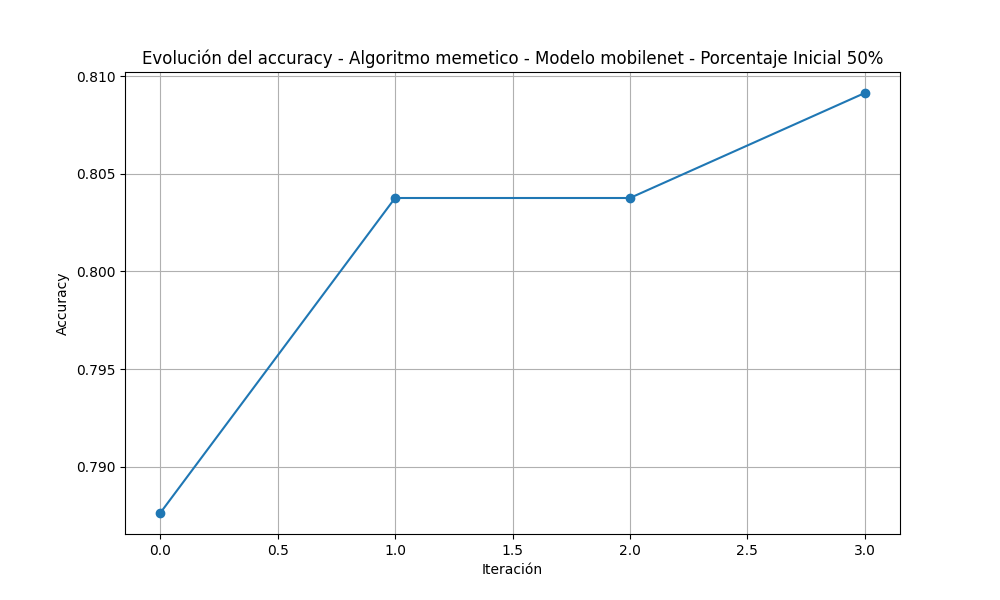 Evolución del accuracy - Algoritmo memetico - Modelo mobilenet - Porcentaje Inicial 50%
0.810
0.805
0.800
0.795
0.790
Accuracy
0.0 0.5 1.0 1.5 2.0 2.5 3.0
Iteración